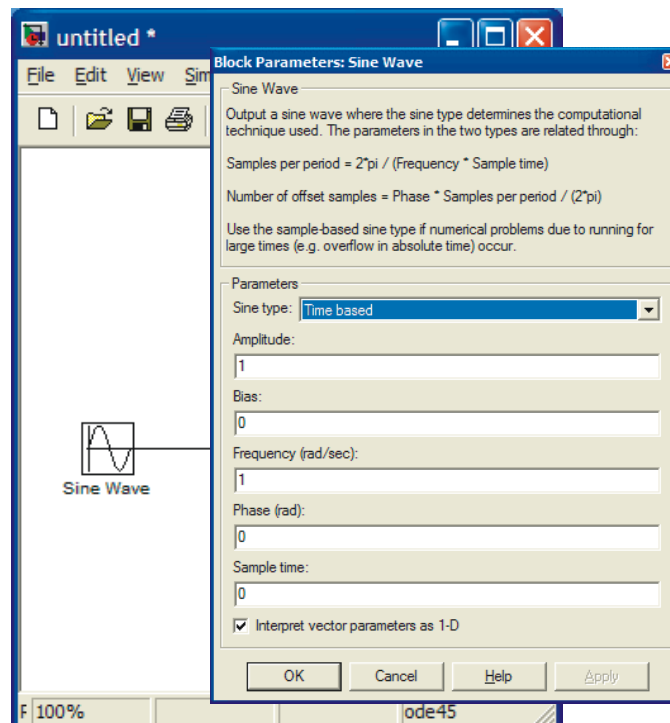 untitled *
File Edit View Sim
Sine Wave
F 100%
ode45
Block Parameters: Sine Wave
Sine Wave
Output a sine wave where the sine type determines the computational
technique used. The parameters in the two types are related through:
Samples per period = 2*pi / (Frequency * Sample time)
Number of offset samples = Phase * Samples per period / (2*pi)
Use the sample-based sine type if numerical problems due to running for
large times (e.g. overflow in absolute time) occur.
Parameters
Sine type: Time based
Amplitude:
1
Bias:
0
Frequency (rad/sec):
1
Phase (rad):
0
Sample time:
0
Interpret vector parameters as 1-D
OK Cancel Help Apply